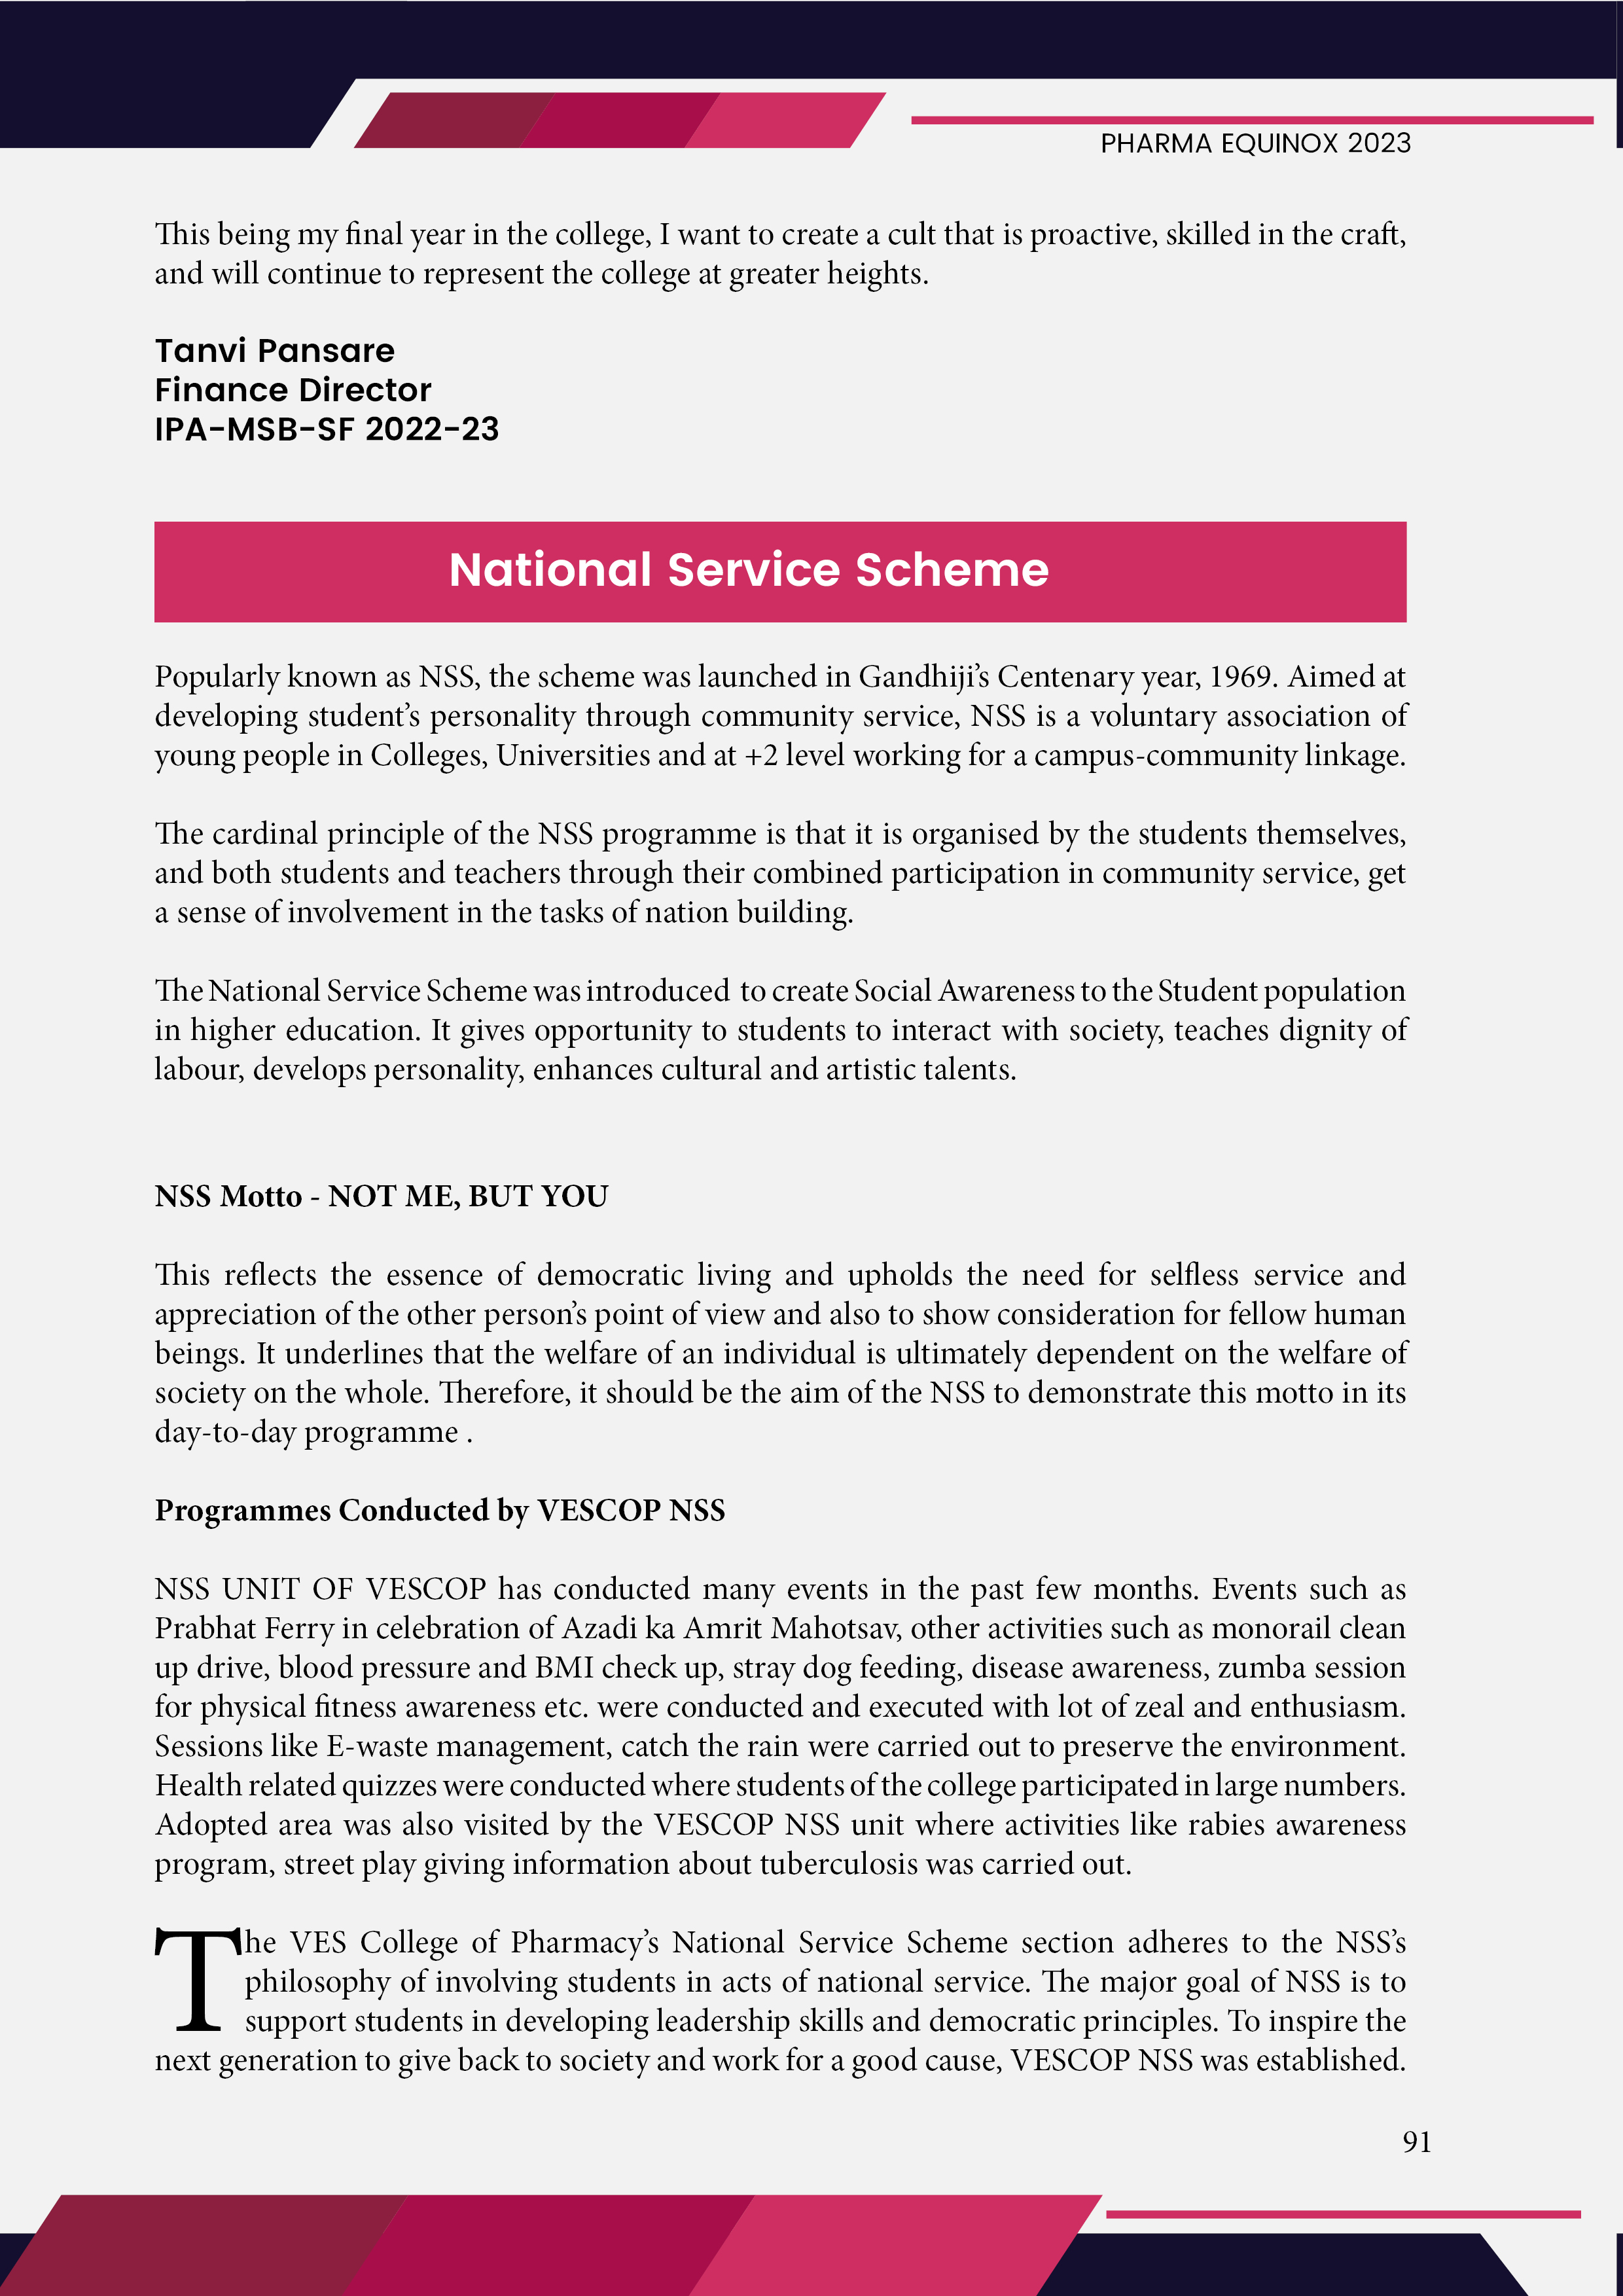 PHARMA EQUINOX 2023
This being my final year in the college, I want to create a cult that is proactive, skilled in the craft,
and will continue to represent the college at greater heights.
Tanvi Pansare
Finance Director
IPA-MSB-SF 2022-23
National Service Scheme
Popularly known as NSS, the scheme was launched in Gandhiji’s Centenary year, 1969. Aimed at
developing student’s personality through community service, NSS is a voluntary association of
young people in Colleges, Universities and at +2 level working for a campus-community linkage.
The cardinal principle of the NSS programme is that it is organised by the students themselves,
and both students and teachers through their combined participation in community service, get
a sense of involvement in the tasks of nation building.
The National Service Scheme was introduced to create Social Awareness to the Student population
in higher education. It gives opportunity to students to interact with society, teaches dignity of
labour, develops personality, enhances cultural and artistic talents.
NSS Motto - NOT ME, BUT YOU
This reflects the essence of democratic living and upholds the need for selfless service and
appreciation of the other person’s point of view and also to show consideration for fellow human
beings. It underlines that the welfare of an individual is ultimately dependent on the welfare of
society on the whole. Therefore, it should be the aim of the NSS to demonstrate this motto in its
day-to-day programme .
Programmes Conducted by VESCOP NSS
NSS UNIT OF VESCOP has conducted many events in the past few months. Events such as
Prabhat Ferry in celebration of Azadi ka Amrit Mahotsav, other activities such as monorail clean
up drive, blood pressure and BMI check up, stray dog feeding, disease awareness, zumba session
for physical fitness awareness etc. were conducted and executed with lot of zeal and enthusiasm.
Sessions like E-waste management, catch the rain were carried out to preserve the environment.
Health related quizzes were conducted where students of the college participated in large numbers.
Adopted area was also visited by the VESCOP NSS unit where activities like rabies awareness
program, street play giving information about tuberculosis was carried out.
The VES College of Pharmacy’s National Service Scheme section adheres to the NSS’s
philosophy of involving students in acts of national service. The major goal of NSS is to
support students in developing leadership skills and democratic principles. To inspire the
next generation to give back to society and work for a good cause, VESCOP NSS was established.
91